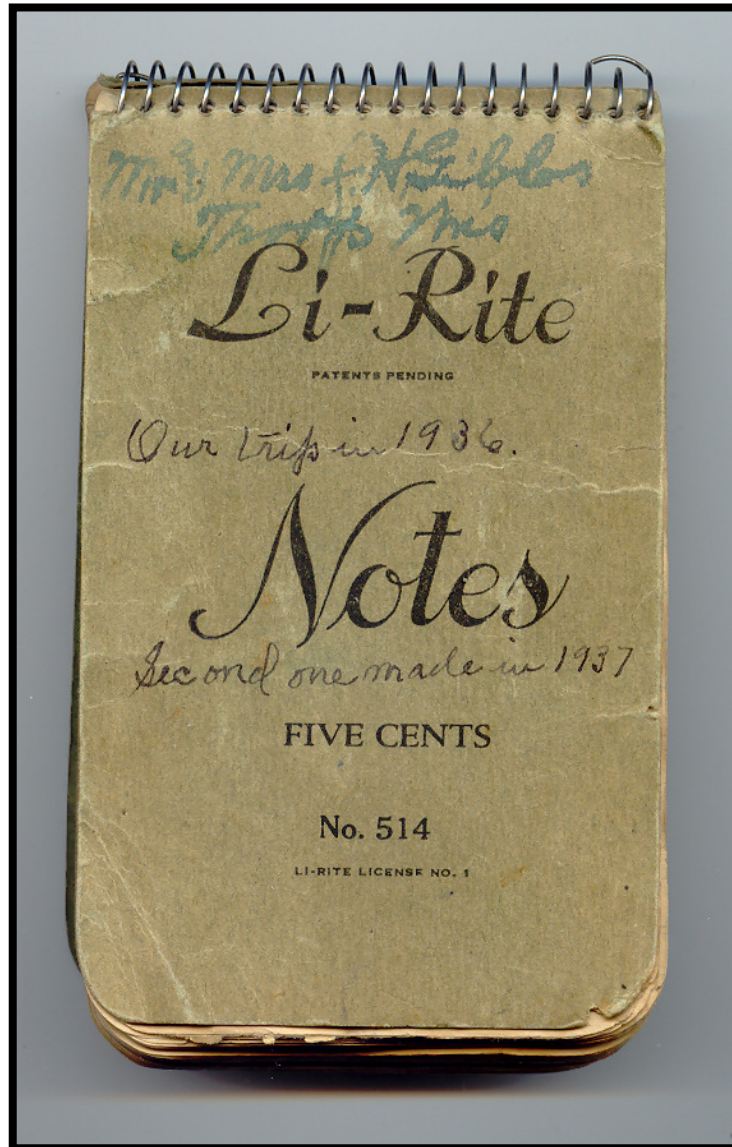 Mr & Mrs H Gibbs
Li-Rite
PATENTS PENDING
Our trip in 1936.
Notes
Second one made in 1937
FIVE CENTS
No. 514
LI-RITE LICENSE NO. 1